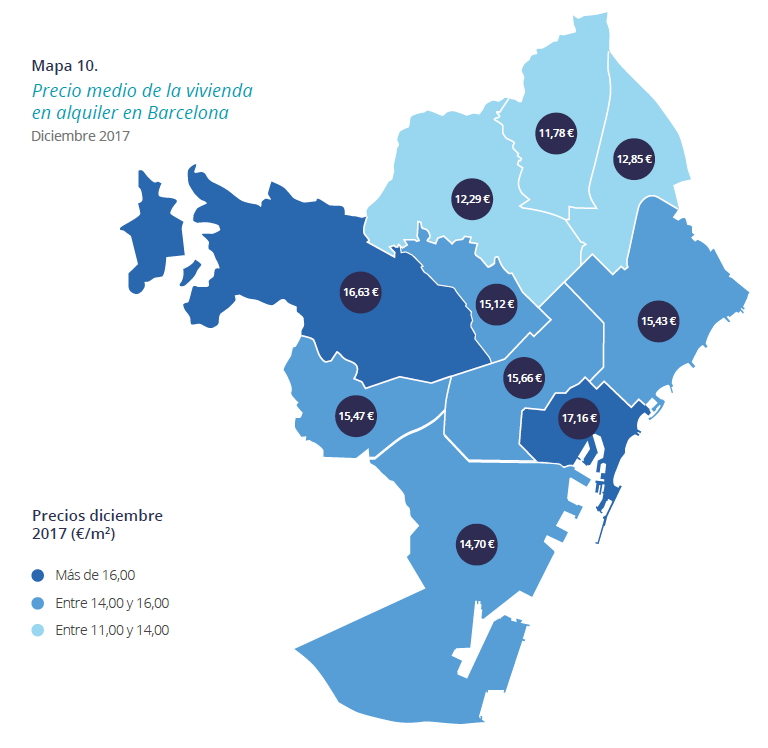 Mapa 10.
Precio medio de la vivienda
en alquiler en Barcelona
Diciembre 2017
11,78 €
12,85 €
12,29 €
16,63 €
15,12 €
15,43 €
15,66 €
15,47 €
17,16 €
14,70 €
Precios diciembre
2017 (€/m²)
Más de 16,00
Entre 14,00 y 16,00
Entre 11,00 y 14,00